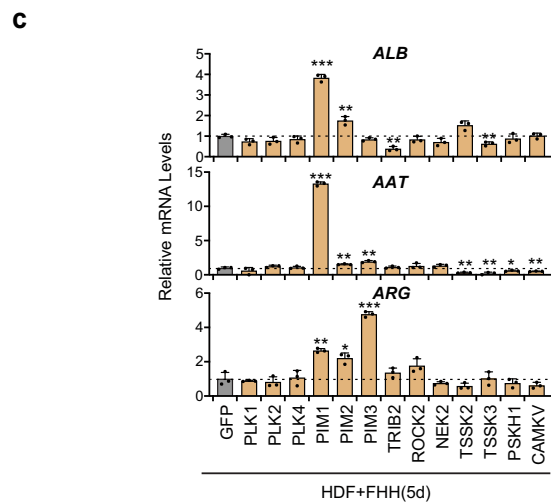 c
ALB
5
4
3
2
1
0
***
**
**
**
AAT
15
10
5
0
***
**
**
**
**
*
**
ARG
6
4
2
0
**
*
***
Relative mRNA Levels
GFP
PLK1
PLK2
PLK4
PIM1
PIM2
PIM3
TRIB2
ROCK2
NEK2
TSSK2
TSSK3
PSKH1
CAMKV
HDF+FHH(5d)